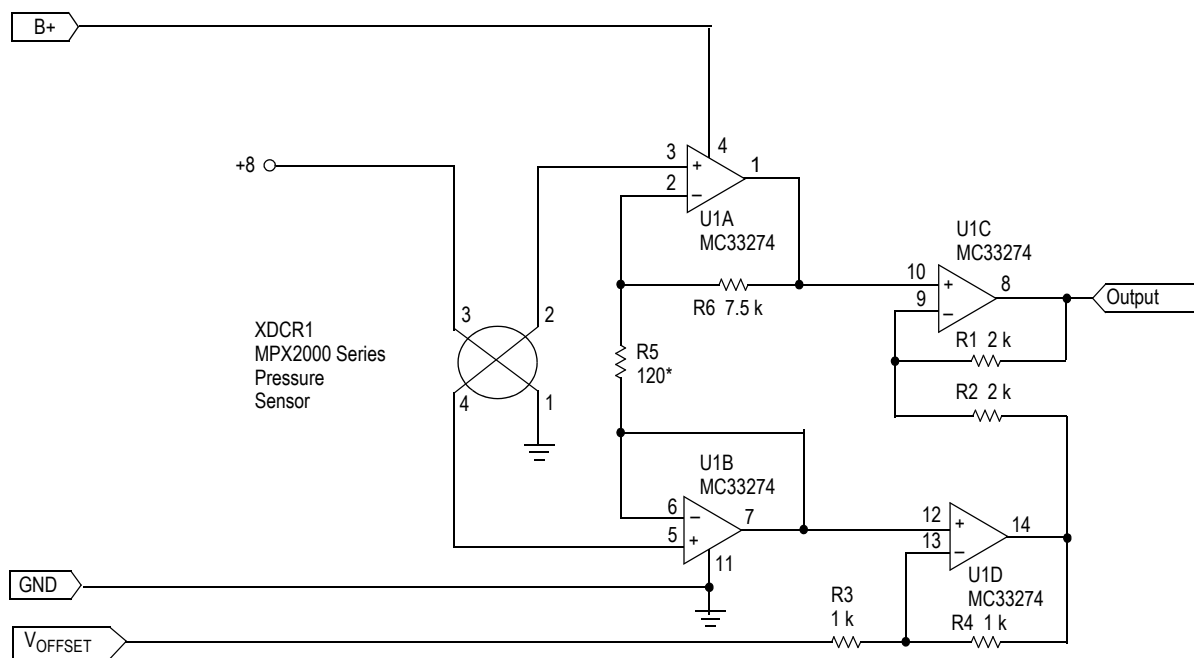 B+
+8
3
2
4
1
+
−
U1A
MC33274
U1C
MC33274
10
9
8
+
−
Output
R6 7.5 k
R1 2 k
R2 2 k
XDCR1
MPX2000 Series
Pressure
Sensor
3
2
4
1
R5
120*
U1B
MC33274
6
5
7
11
−
+
12
13
14
+
−
U1D
MC33274
GND
R3
1 k
R4 1 k
VOFFSET